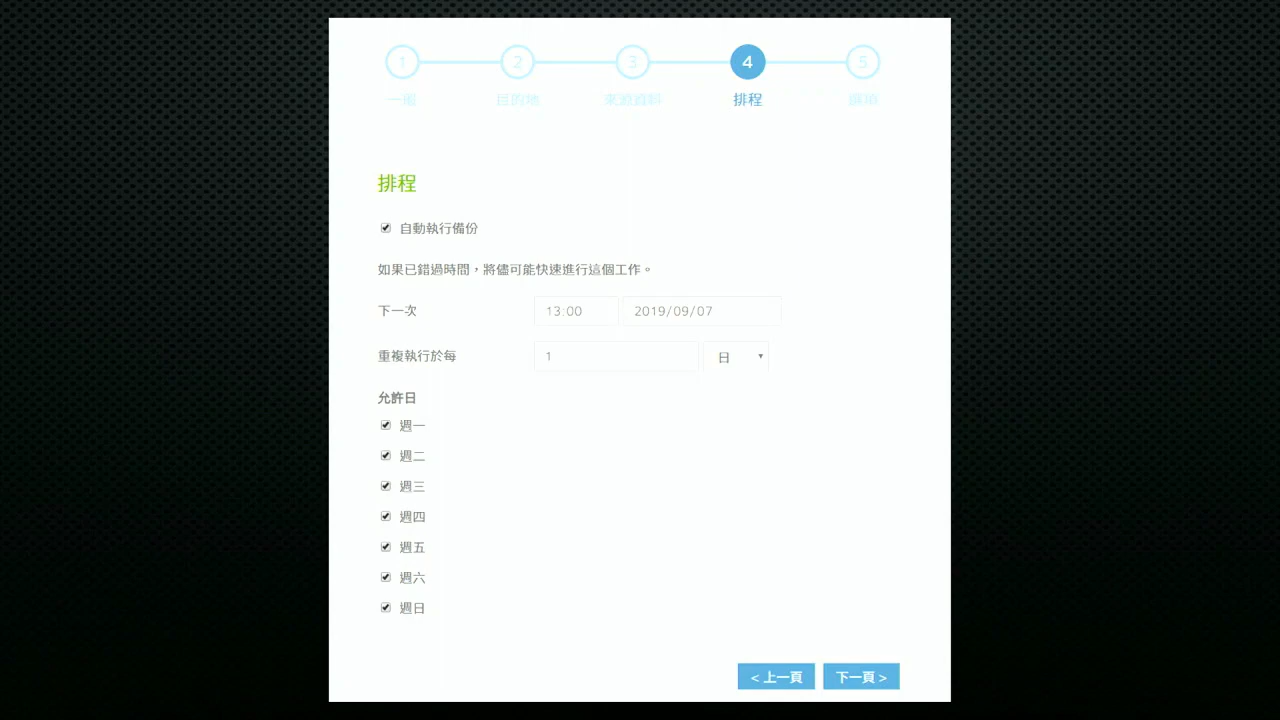 1 2 3 4 5
一般 目的地 來源資料 排程 選項
排程
自動執行備份
如果已錯過時間，將儘可能快速進行這個工作。
下一次 13:00 2019/09/07
重複執行於每 1 日
允許日
週一
週二
週三
週四
週五
週六
週日
< 上一頁 下一頁 >